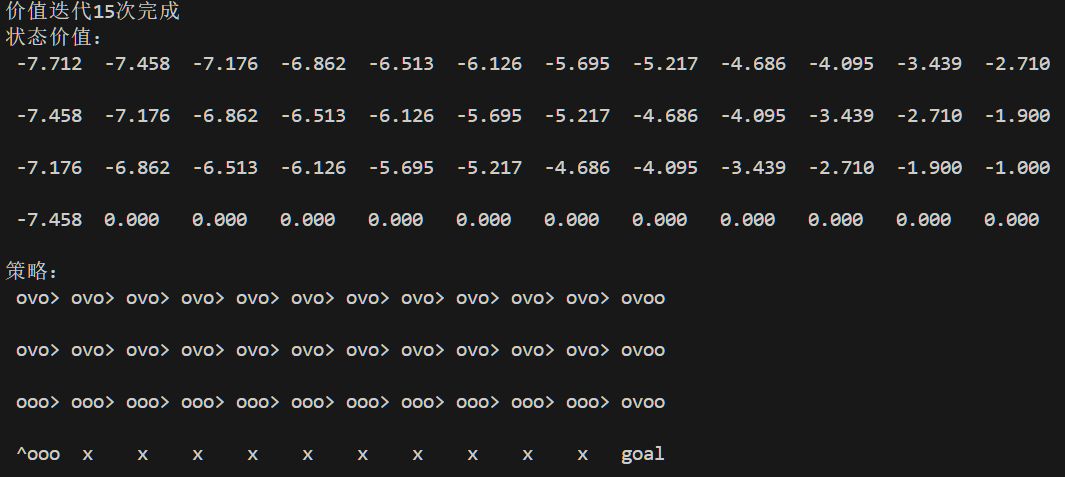 价值迭代15次完成
状态价值：
-7.712 -7.458 -7.176 -6.862 -6.513 -6.126 -5.695 -5.217 -4.686 -4.095 -3.439 -2.710
-7.458 -7.176 -6.862 -6.513 -6.126 -5.695 -5.217 -4.686 -4.095 -3.439 -2.710 -1.900
-7.176 -6.862 -6.513 -6.126 -5.695 -5.217 -4.686 -4.095 -3.439 -2.710 -1.900 -1.000
-7.458 0.000 0.000 0.000 0.000 0.000 0.000 0.000 0.000 0.000 0.000 0.000
策略：
ovo> ovo> ovo> ovo> ovo> ovo> ovo> ovo> ovo> ovo> ovo> ovoo
ovo> ovo> ovo> ovo> ovo> ovo> ovo> ovo> ovo> ovo> ovo> ovoo
ooo> ooo> ooo> ooo> ooo> ooo> ooo> ooo> ooo> ooo> ooo> ovoo
^ooo x x x x x x x x x x goal